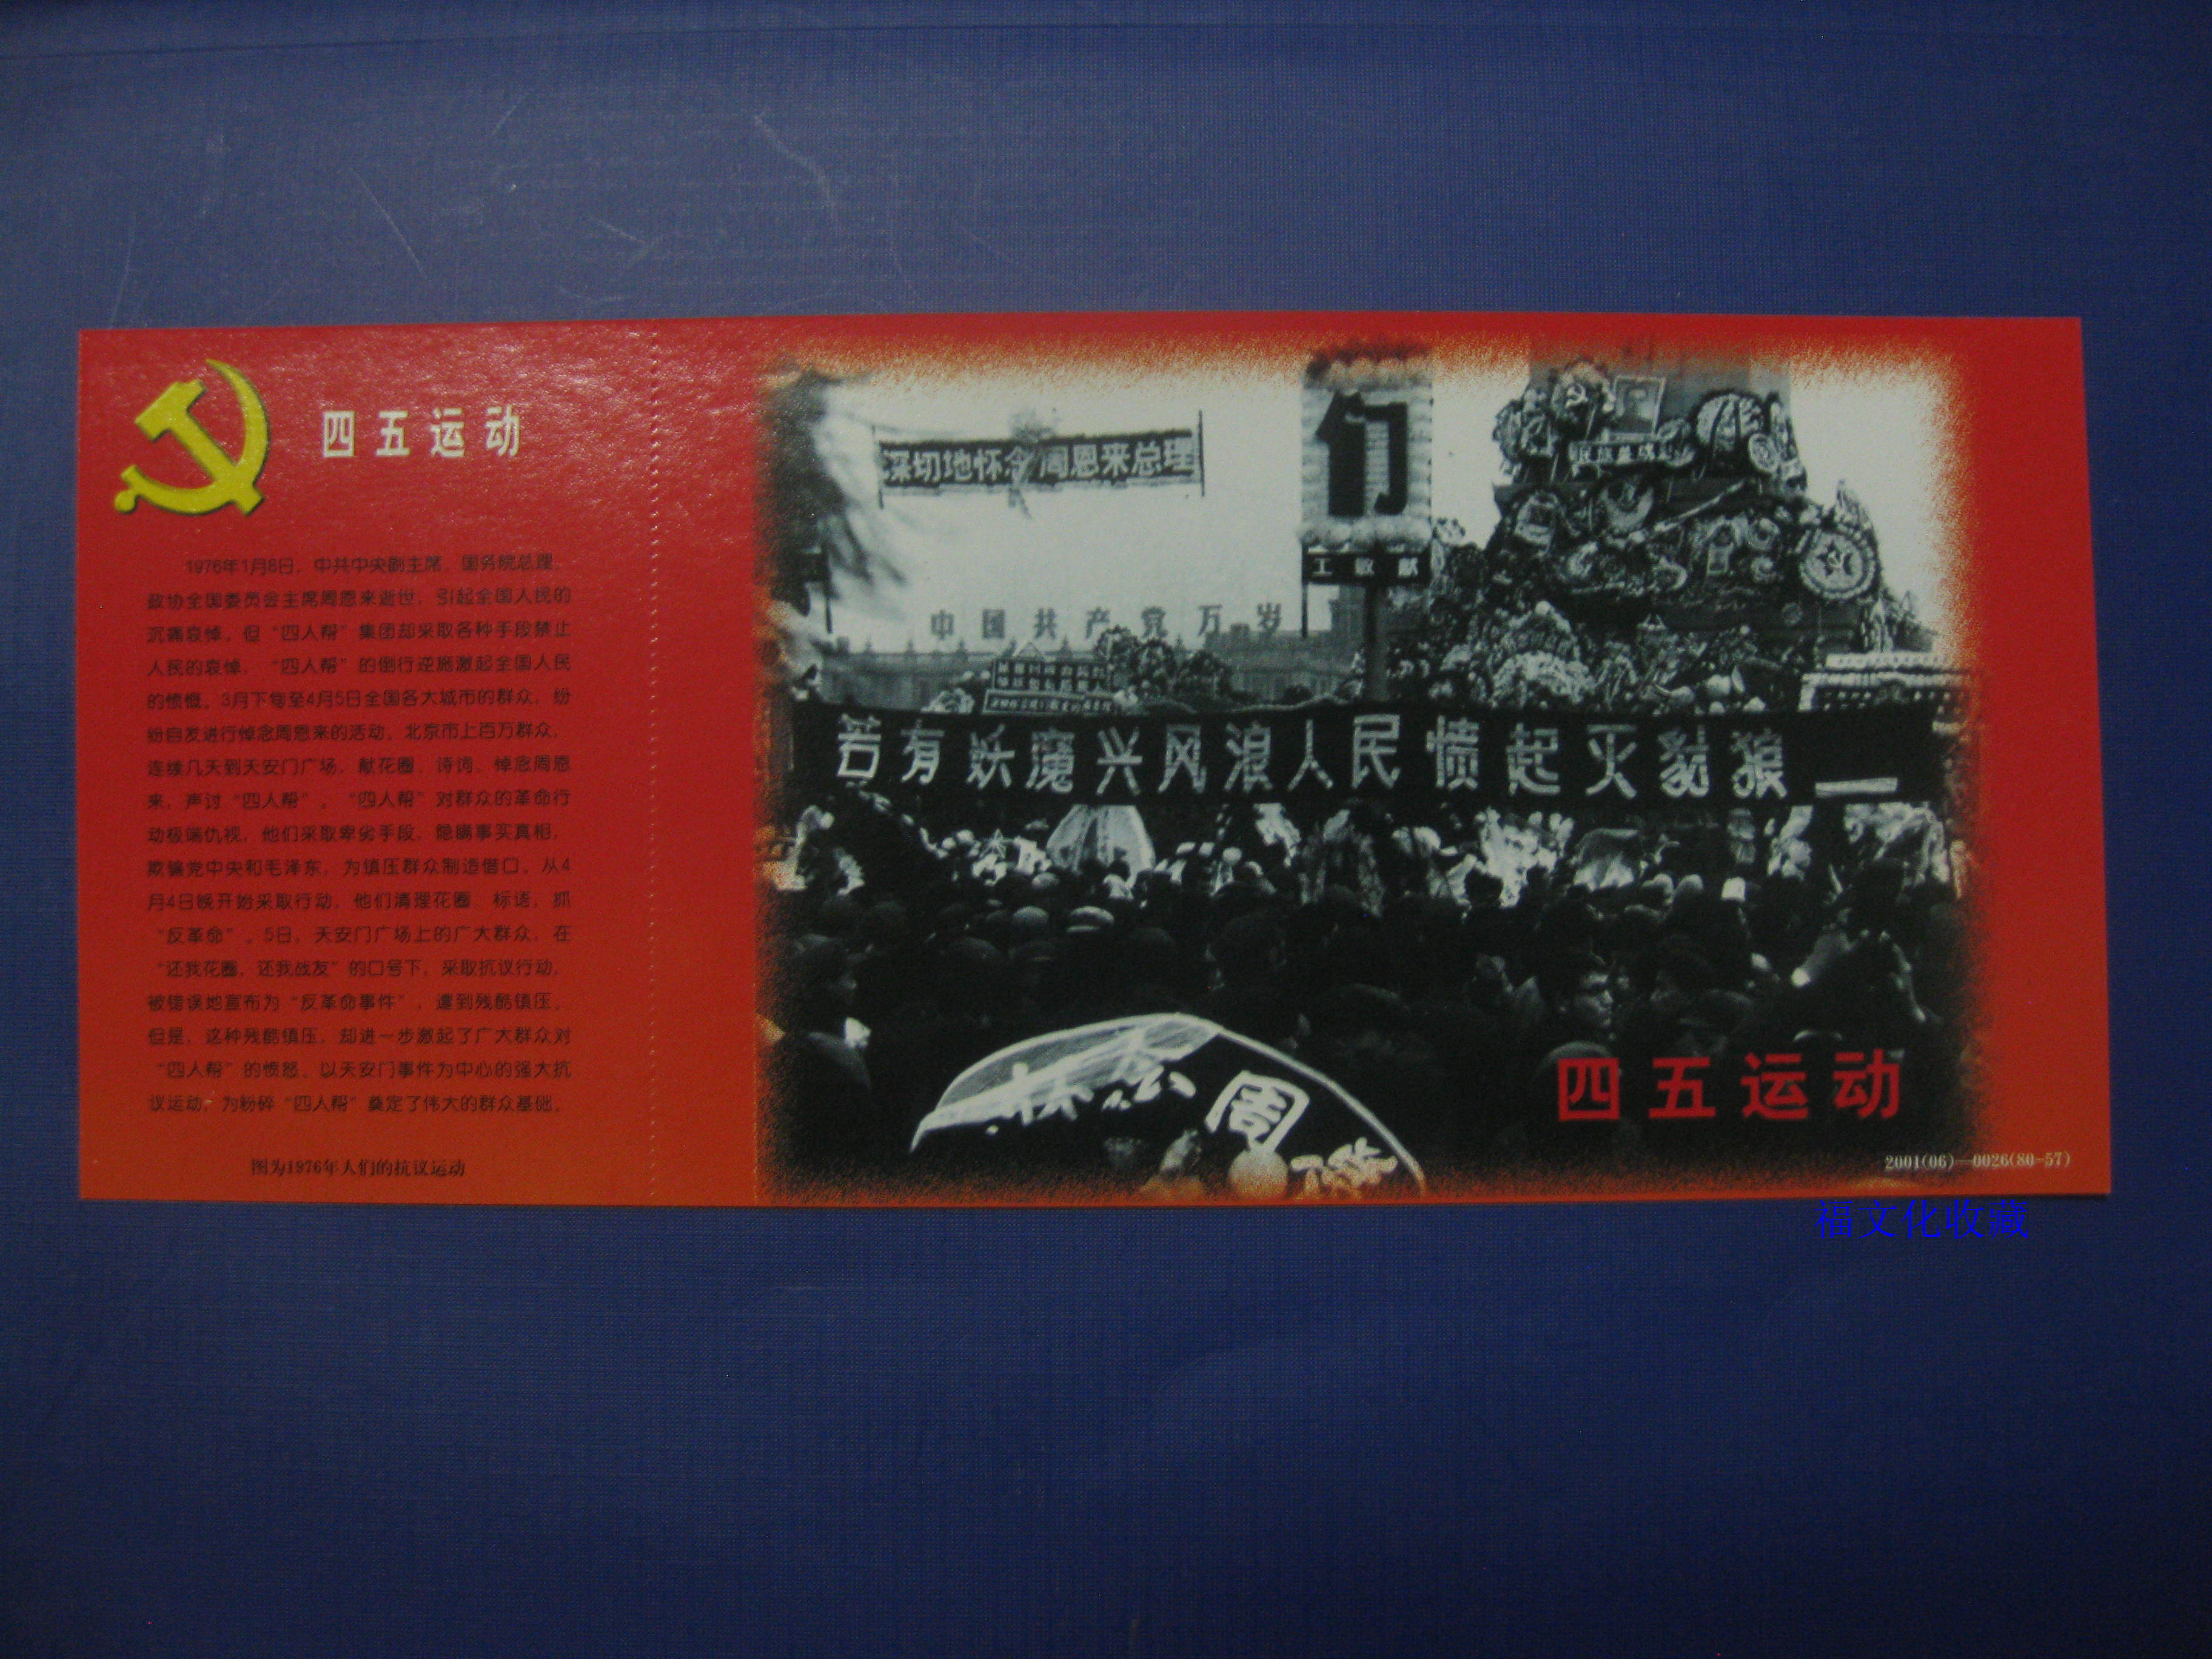 四五运动
1976年1月8日，中共中央副主席、国务院总理、
政协全国委员会主席周恩来逝世，引起全国人民的
沉痛哀悼。但“四人帮”集团却采取各种手段禁止
人民的哀悼，“四人帮”的倒行逆施激起全国人民
的愤慨。3月下旬至4月5日全国各大城市的群众，纷
纷自发进行悼念周恩来的活动。北京市上百万群众，
连续几天到天安门广场，献花圈、诗词、悼念周恩
来，声讨“四人帮”。“四人帮”对群众的革命行
动极端仇视，他们采取卑劣手段，隐瞒事实真相，
欺骗党中央和毛泽东，为镇压群众制造借口。从4
月4日晚开始采取行动，他们清理花圈、标语，抓
“反革命”。5日，天安门广场上的广大群众，在
“还我花圈，还我战友”的口号下，采取抗议行动，
被错误地宣布为“反革命事件”，遭到残酷镇压。
但是，这种残酷镇压，却进一步激起了广大群众对
“四人帮”的愤怒。以天安门事件为中心的强大抗
议运动，为粉碎“四人帮”奠定了伟大的群众基础。
图为1976年人们的抗议运动
深切地怀念周恩来总理
们
工敬献
中国共产党万岁
若有妖魔兴风浪人民愤起灭豺狼
周
四五运动
2001(06)—0026(80-57)
福文化收藏